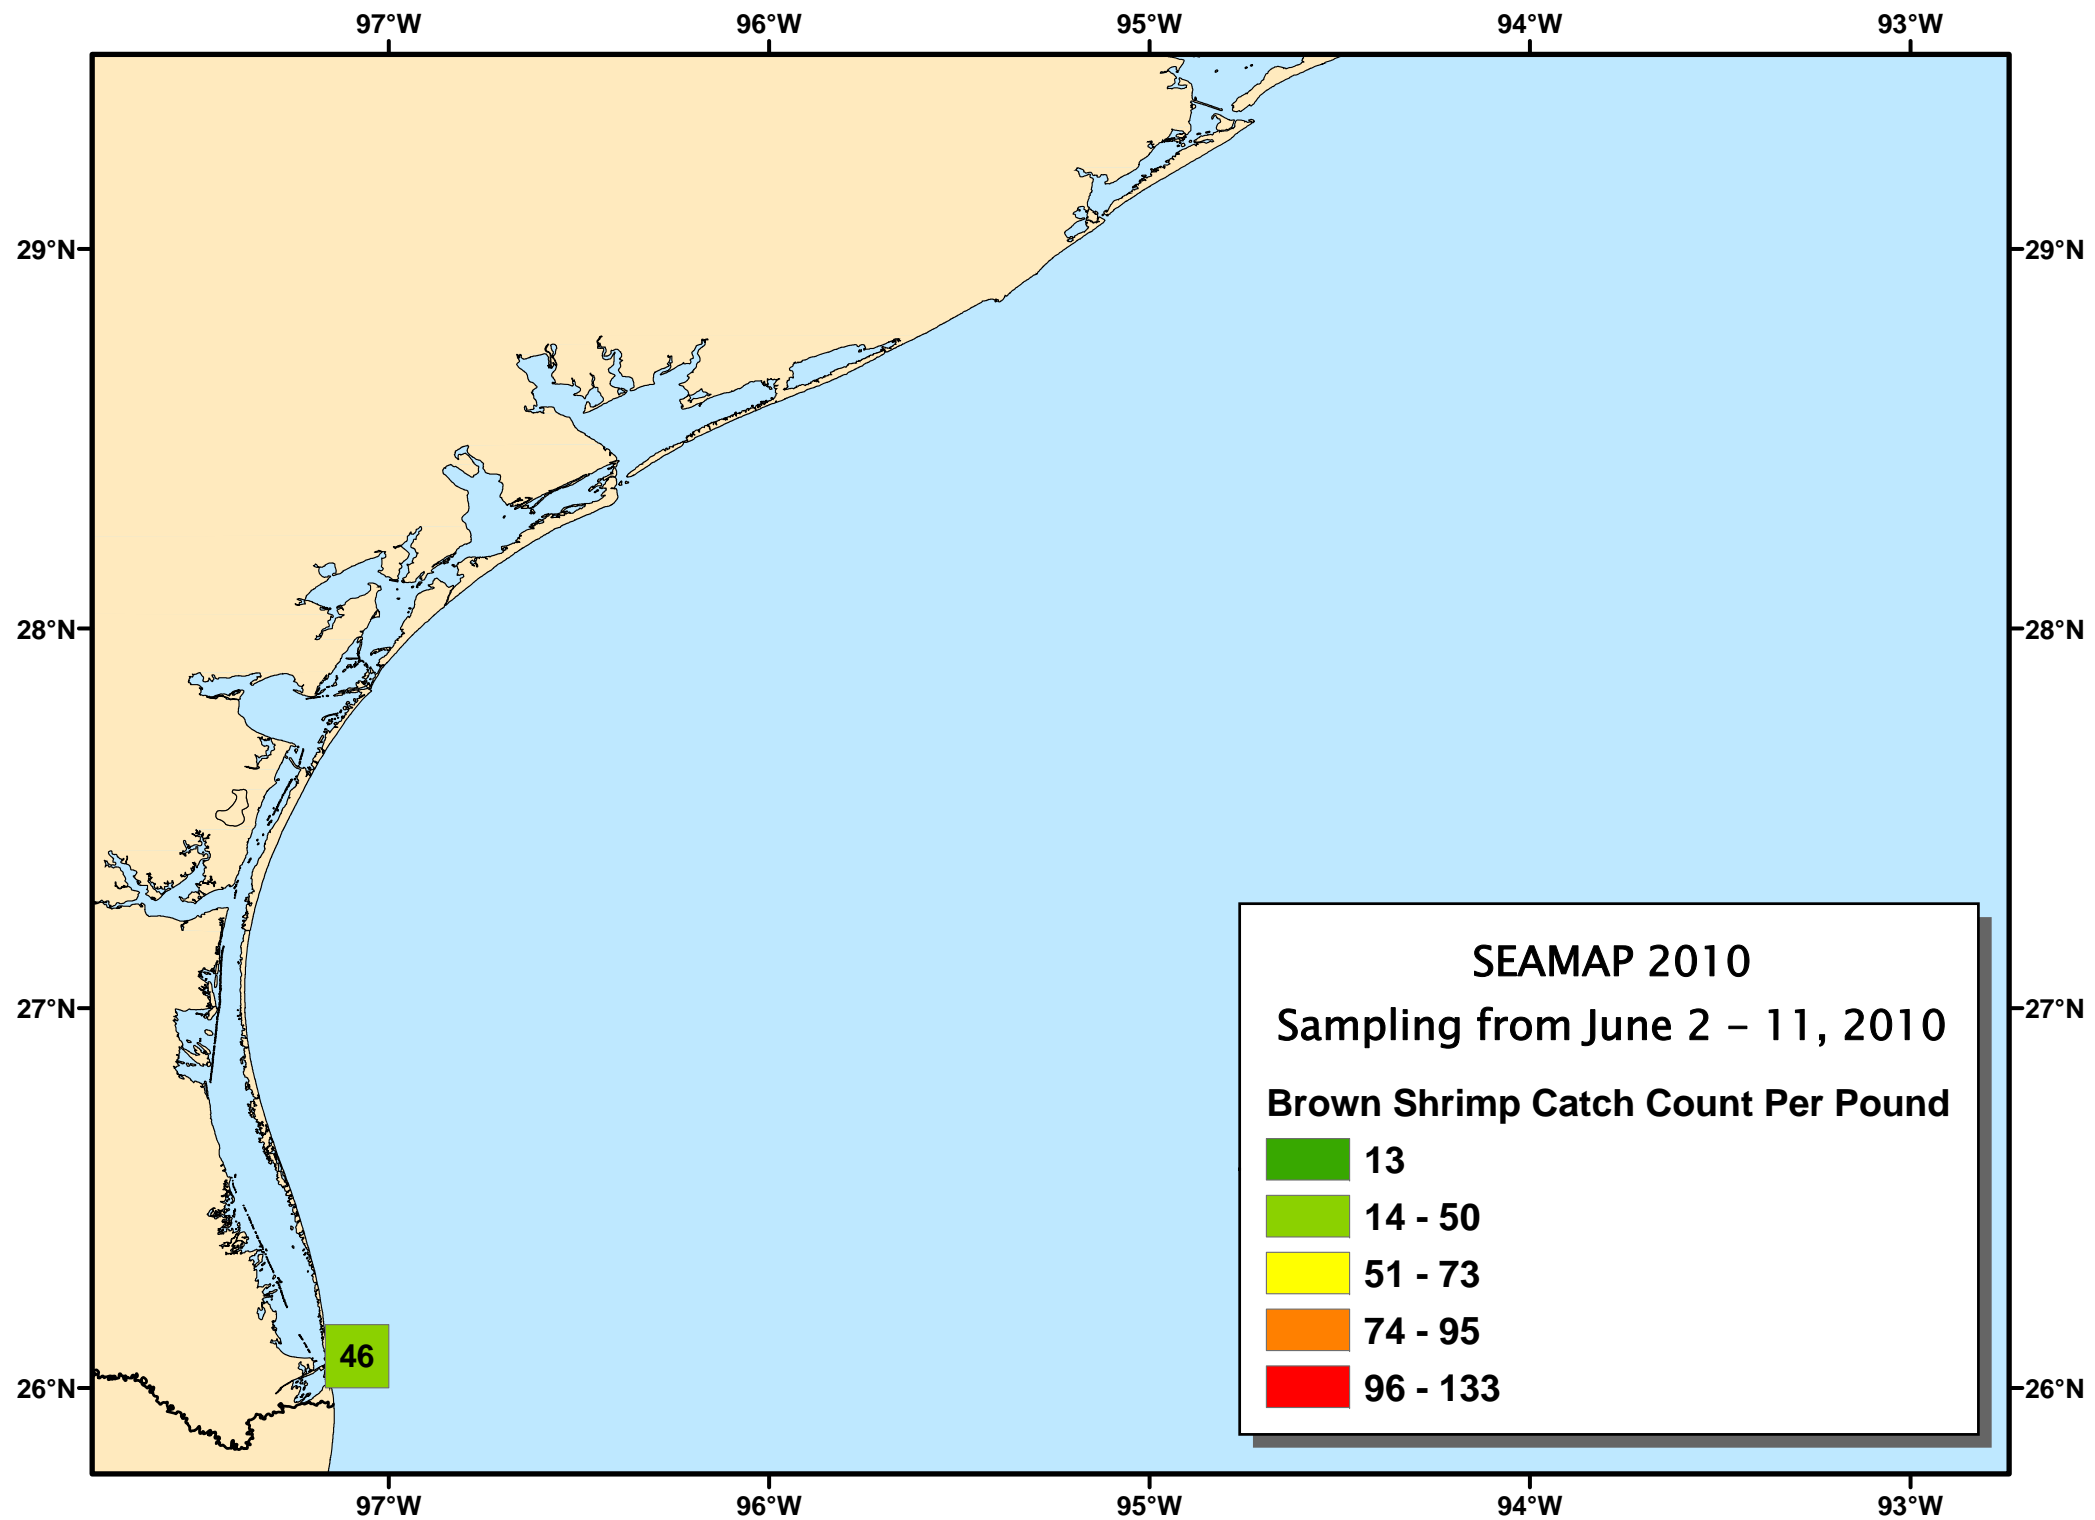 97°W 96°W 95°W 94°W 93°W
29°N 29°N
28°N 28°N
27°N 27°N
SEAMAP 2010
Sampling from June 2 – 11, 2010
Brown Shrimp Catch Count Per Pound
13
14 - 50
51 - 73
74 - 95
96 - 133
46
26°N 26°N
97°W 96°W 95°W 94°W 93°W